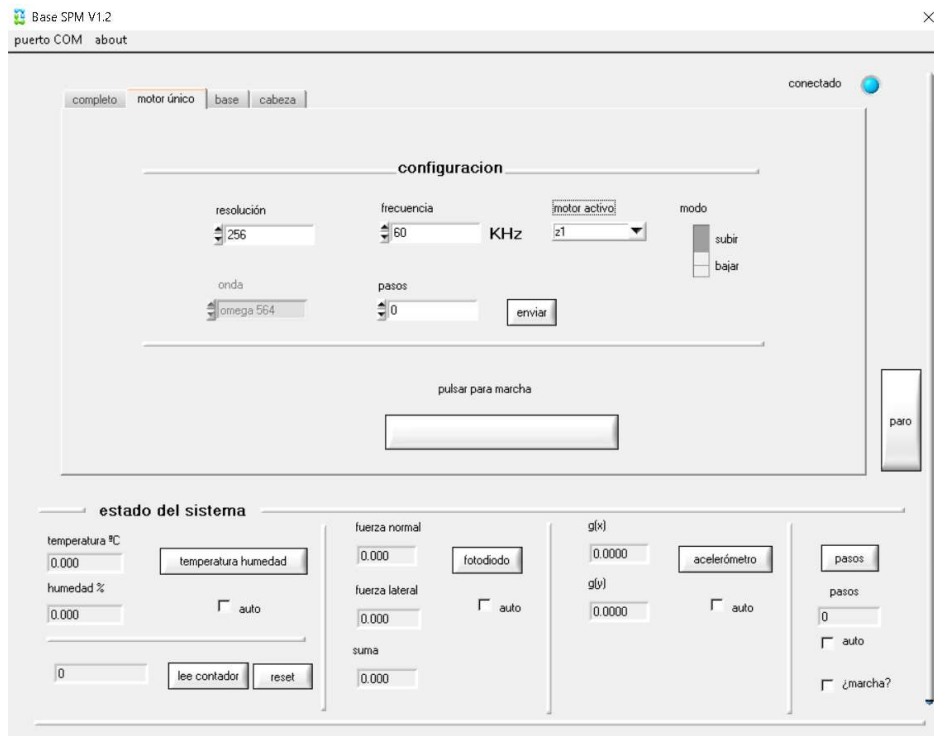 Base SPM V1.2
puerto COM about
conectado
completo motor único base cabeza
configuracion
resolución frecuencia motor activo modo
256 60 KHz z1 subir
bajar
onda pasos
omega 564 0 enviar
pulsar para marcha
paro
estado del sistema
temperatura ºC
0.000 temperatura humedad
humedad %
0.000 auto
0 lee contador reset
fuerza normal
0.000 fotodiodo
fuerza lateral
0.000 auto
suma
0.000
g(x)
0.0000 acelerómetro
g(y)
0.0000 auto
pasos
pasos
0
auto
¿marcha?